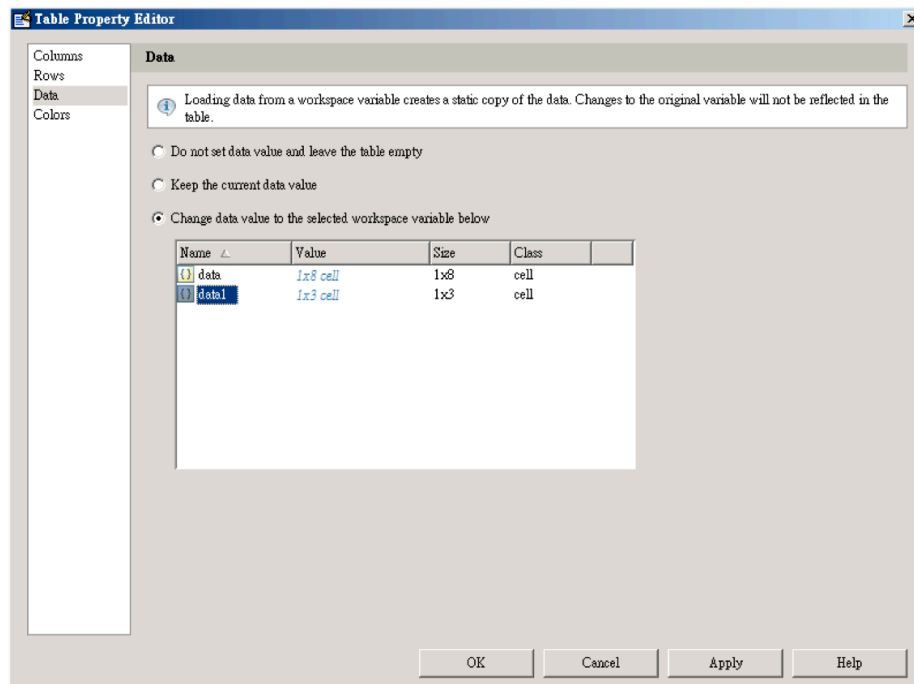 Table Property Editor
Columns
Rows
Data
Colors
Data
Loading data from a workspace variable creates a static copy of the data. Changes to the original variable will not be reflected in the
table.
Do not set data value and leave the table empty
Keep the current data value
Change data value to the selected workspace variable below
Name Value Size Class
data 1x8 cell 1x8 cell
data1 1x3 cell 1x3 cell
OK Cancel Apply Help